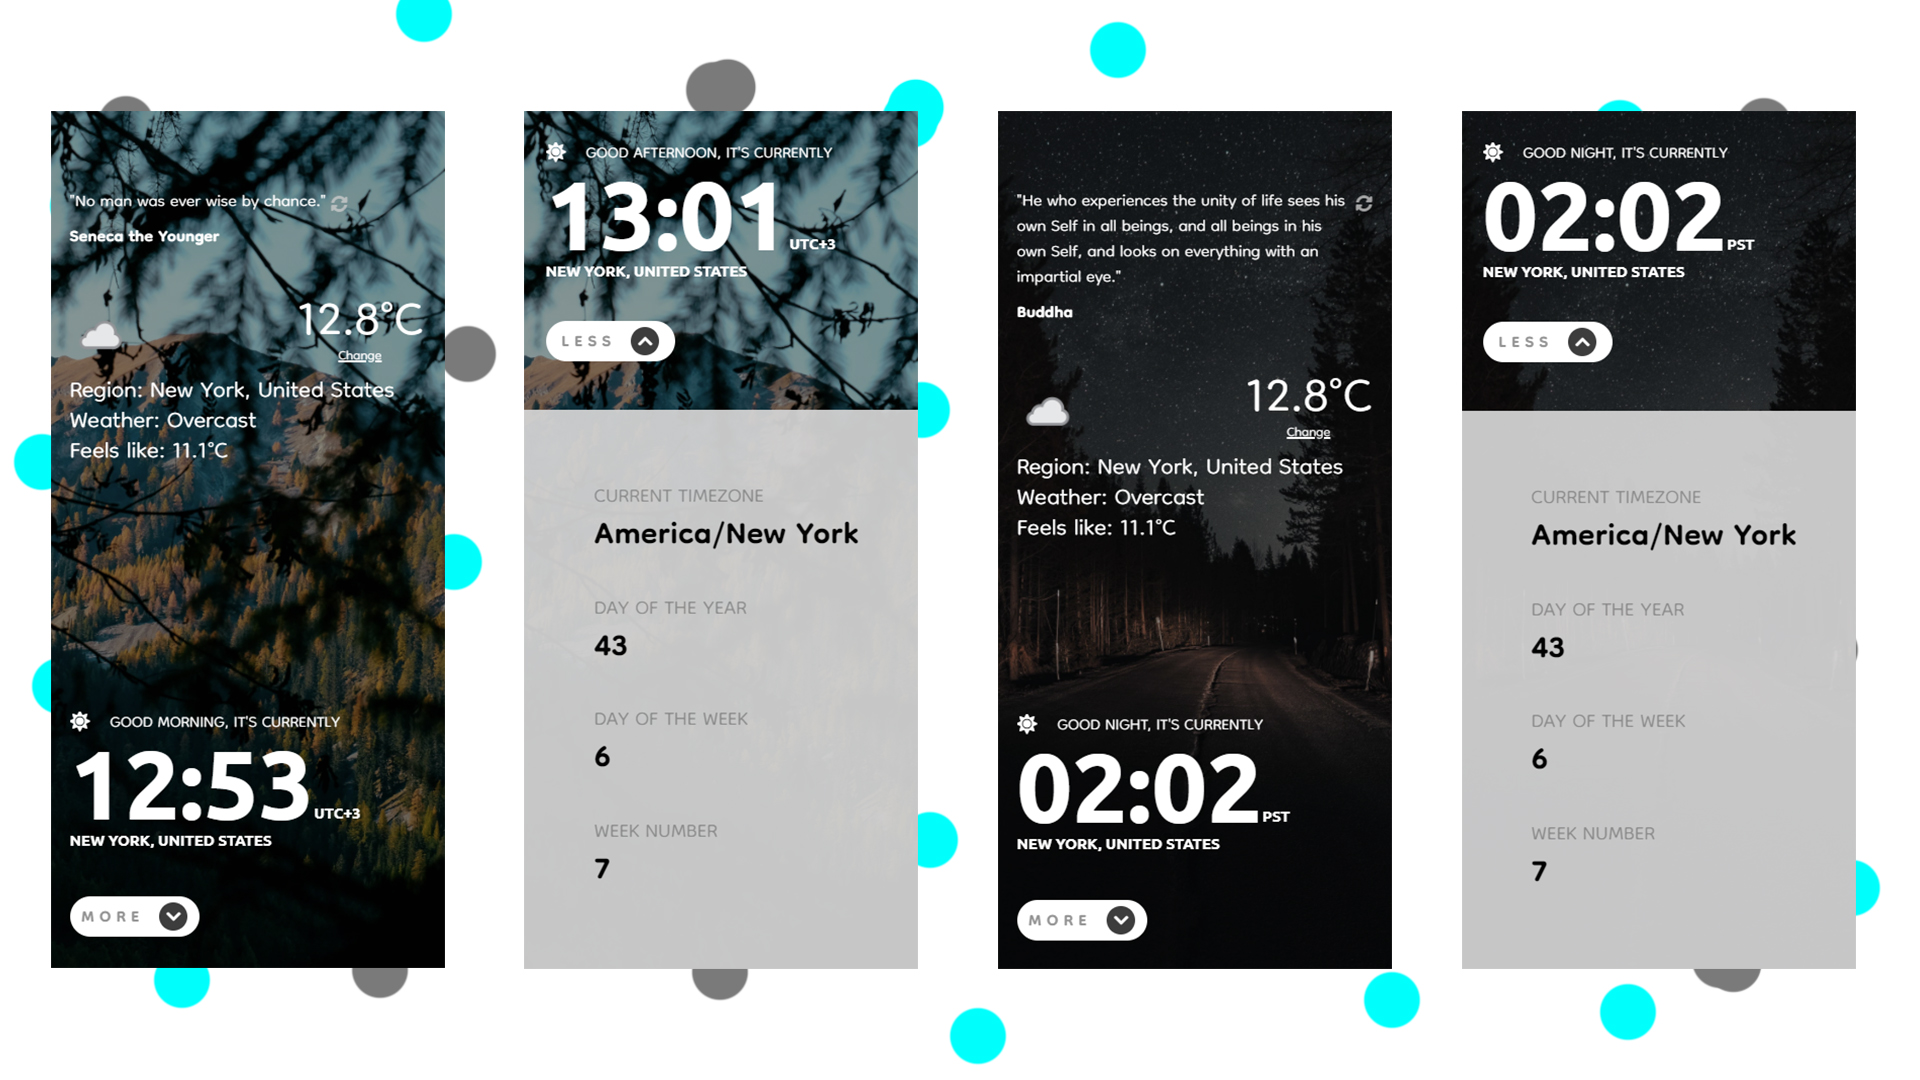 "No man was ever wise by chance."
Seneca the Younger
12.8°C
Change
Region: New York, United States
Weather: Overcast
Feels like: 11.1°C
GOOD MORNING, IT'S CURRENTLY
12:53 UTC+3
NEW YORK, UNITED STATES
MORE
GOOD AFTERNOON, IT'S CURRENTLY
13:01 UTC+3
NEW YORK, UNITED STATES
LESS
CURRENT TIMEZONE
America/New York
DAY OF THE YEAR
43
DAY OF THE WEEK
6
WEEK NUMBER
7
"He who experiences the unity of life sees his
own Self in all beings, and all beings in his
own Self, and looks on everything with an
impartial eye."
Buddha
12.8°C
Change
Region: New York, United States
Weather: Overcast
Feels like: 11.1°C
GOOD NIGHT, IT'S CURRENTLY
02:02 PST
NEW YORK, UNITED STATES
MORE
GOOD NIGHT, IT'S CURRENTLY
02:02 PST
NEW YORK, UNITED STATES
LESS
CURRENT TIMEZONE
America/New York
DAY OF THE YEAR
43
DAY OF THE WEEK
6
WEEK NUMBER
7